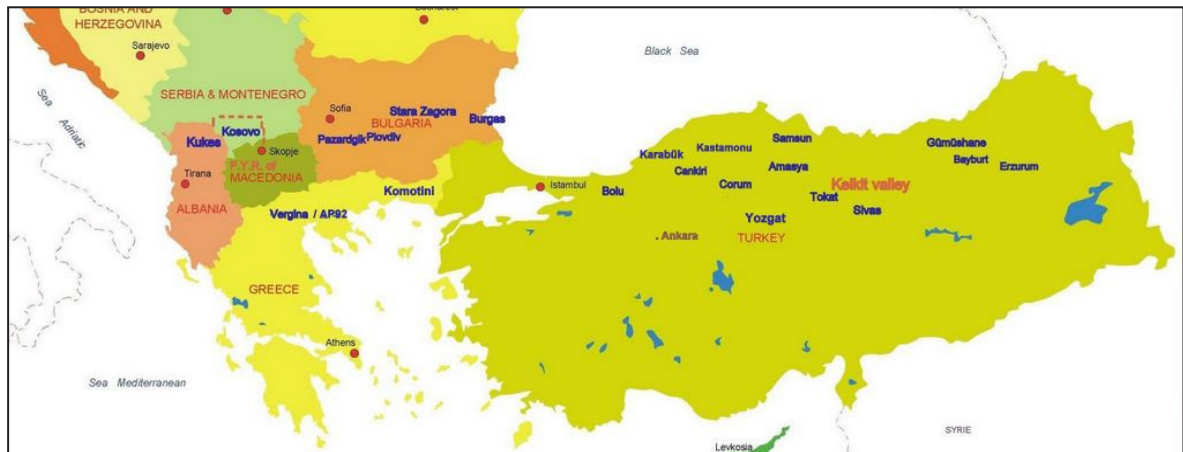 BOSNIA AND
HERZEGOVINA
Bucharest
Sarajevo
Black Sea
Sea Adriatic
SERBIA & MONTENEGRO
Sofia
Stara Zagora
BULGARIA
Burgas
Kosovo
Kukes
Pazardgik
Plovdiv
Skopje
F.Y.R. of
MACEDONIA
Tirana
ALBANIA
Komotini
Vergina / AP92
Istambul
Samsun
Kastamonu
Karabük
Cankiri
Amasya
Gümüshane
Bayburt
Erzurum
Bolu
Corum
Kelkit valley
Tokat
Sivas
Yozgat
Ankara
TURKEY
GREECE
Athens
Sea Mediterranean
SYRIE
Levkosia